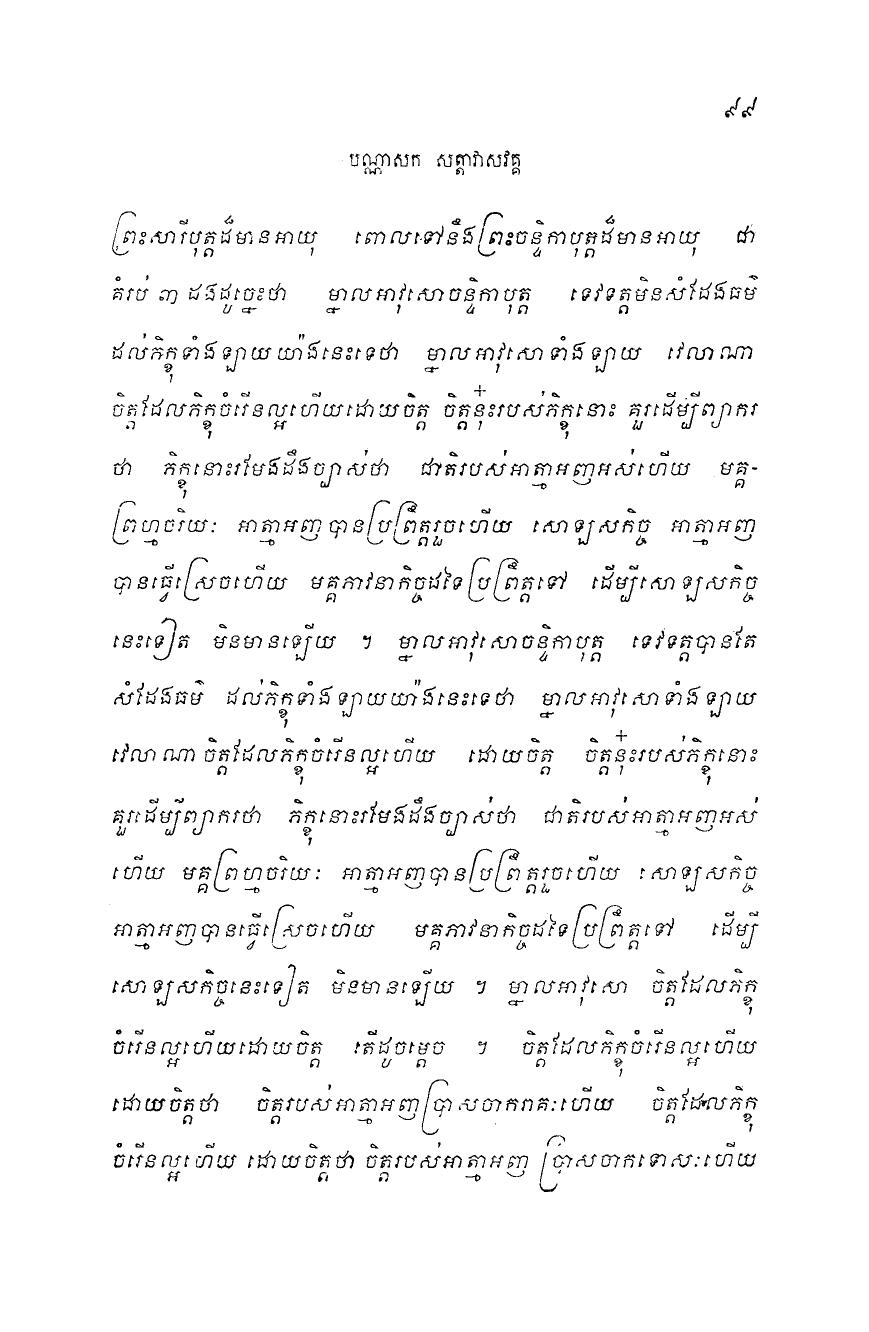 ៩៩
បណ្ណាសក សត្តាវាសវគ្គ
ព្រះសារីបុត្តដ៏មានអាយុ ពោលទៅនឹងព្រះចន្ទិកាបុត្តដ៏មានអាយុ ជា
គំរប់ ៣ ដងដូច្នេះថា ម្នាលអាវុសោចន្ទិកាបុត្ត ទេវទត្តមិនសំដែងធម៌
ដល់ភិក្ខុទាំងឡាយយ៉ាងនេះទេថា ម្នាលអាវុសោទាំងឡាយ វេលាណា
ចិត្តដែលភិក្ខុចំរើនល្អហើយដោយចិត្ត ចិត្តនុ៎ះរបស់ភិក្ខុនោះ គួរដើម្បីព្យាករ
ថា ភិក្ខុនោះរមែងដឹងច្បាស់ថា ជាតិរបស់អាត្មាអញអស់ហើយ មគ្គ-
ព្រហ្មចរិយៈ អាត្មាអញបានប្រព្រឹត្តរួចហើយ សោឡសកិច្ច អាត្មាអញ
បានធ្វើស្រេចហើយ មគ្គភាវនាកិច្ចដទៃប្រព្រឹត្តទៅ ដើម្បីសោឡសកិច្ច
នេះទៀត មិនមានឡើយ ។ ម្នាលអាវុសោចន្ទិកាបុត្ត ទេវទត្តបានតែ
សំដែងធម៌ ដល់ភិក្ខុទាំងឡាយយ៉ាងនេះទេថា ម្នាលអាវុសោទាំងឡាយ
វេលាណា ចិត្តដែលភិក្ខុចំរើនល្អហើយ ដោយចិត្ត ចិត្តនុ៎ះរបស់ភិក្ខុនោះ
គួរដើម្បីព្យាករថា ភិក្ខុនោះរមែងដឹងច្បាស់ថា ជាតិរបស់អាត្មាអញអស់
ហើយ មគ្គព្រហ្មចរិយៈ អាត្មាអញបានប្រព្រឹត្តរួចហើយ សោឡសកិច្ច
អាត្មាអញបានធ្វើស្រេចហើយ មគ្គភាវនាកិច្ចដទៃប្រព្រឹត្តទៅ ដើម្បី
សោឡសកិច្ចនេះទៀត មិនមានឡើយ ។ ម្នាលអាវុសោ ចិត្តដែលភិក្ខុ
ចំរើនល្អហើយដោយចិត្ត តើដូចម្តេច ។ ចិត្តដែលភិក្ខុចំរើនល្អហើយ
ដោយចិត្តថា ចិត្តរបស់អាត្មាអញប្រាសចាករាគៈហើយ ចិត្តដែលភិក្ខុ
ចំរើនល្អហើយ ដោយចិត្តថា ចិត្តរបស់អាត្មាអញ ប្រាសចាកទោសៈហើយ